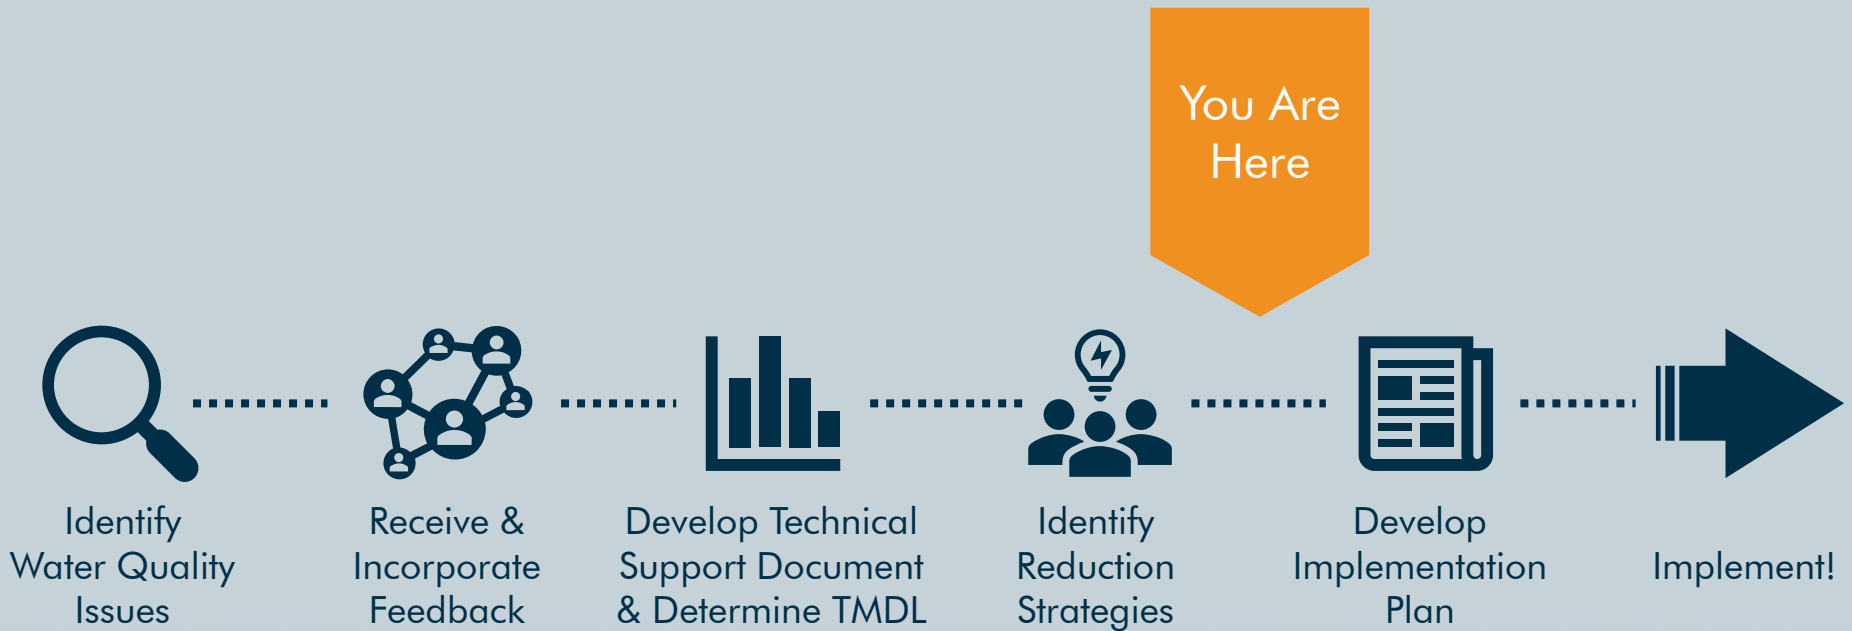 You Are
Here
Identify
Water Quality
Issues
Receive &
Incorporate
Feedback
Develop Technical
Support Document
& Determine TMDL
Identify
Reduction
Strategies
Develop
Implementation
Plan
Implement!